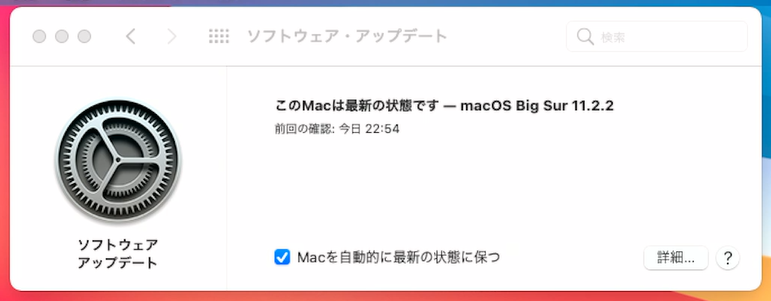 ソフトウェア・アップデート
検索
このMacは最新の状態です — macOS Big Sur 11.2.2
前回の確認: 今日 22:54
ソフトウェア
アップデート
Macを自動的に最新の状態に保つ
詳細...
?